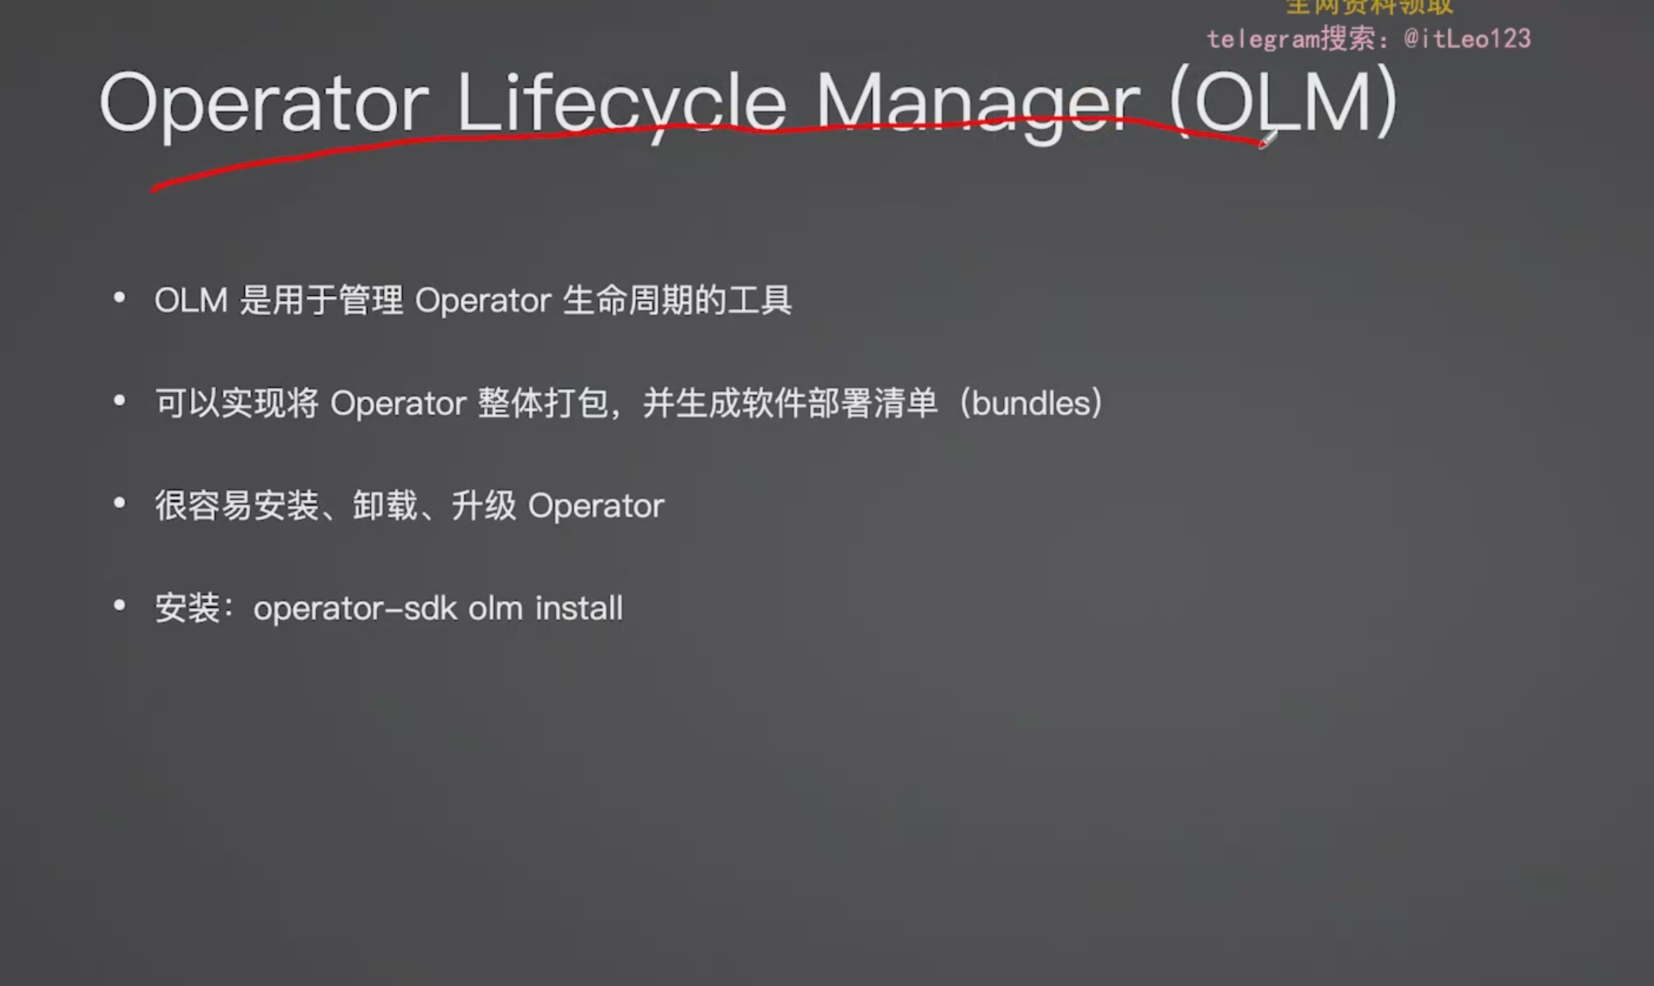 全网资料领取
telegram搜索：@itLeo123
Operator Lifecycle Manager (OLM)
• OLM 是用于管理 Operator 生命周期的工具
• 可以实现将 Operator 整体打包，并生成软件部署清单（bundles）
• 很容易安装、卸载、升级 Operator
• 安装：operator-sdk olm install